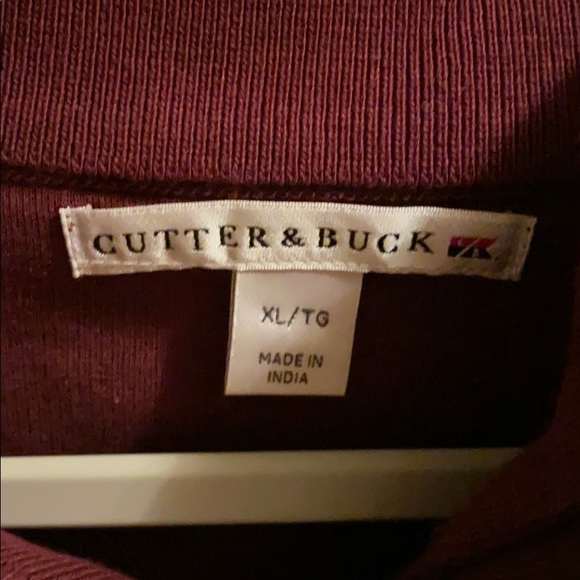 CUTTER & BUCK
XL/TG
MADE IN
INDIA